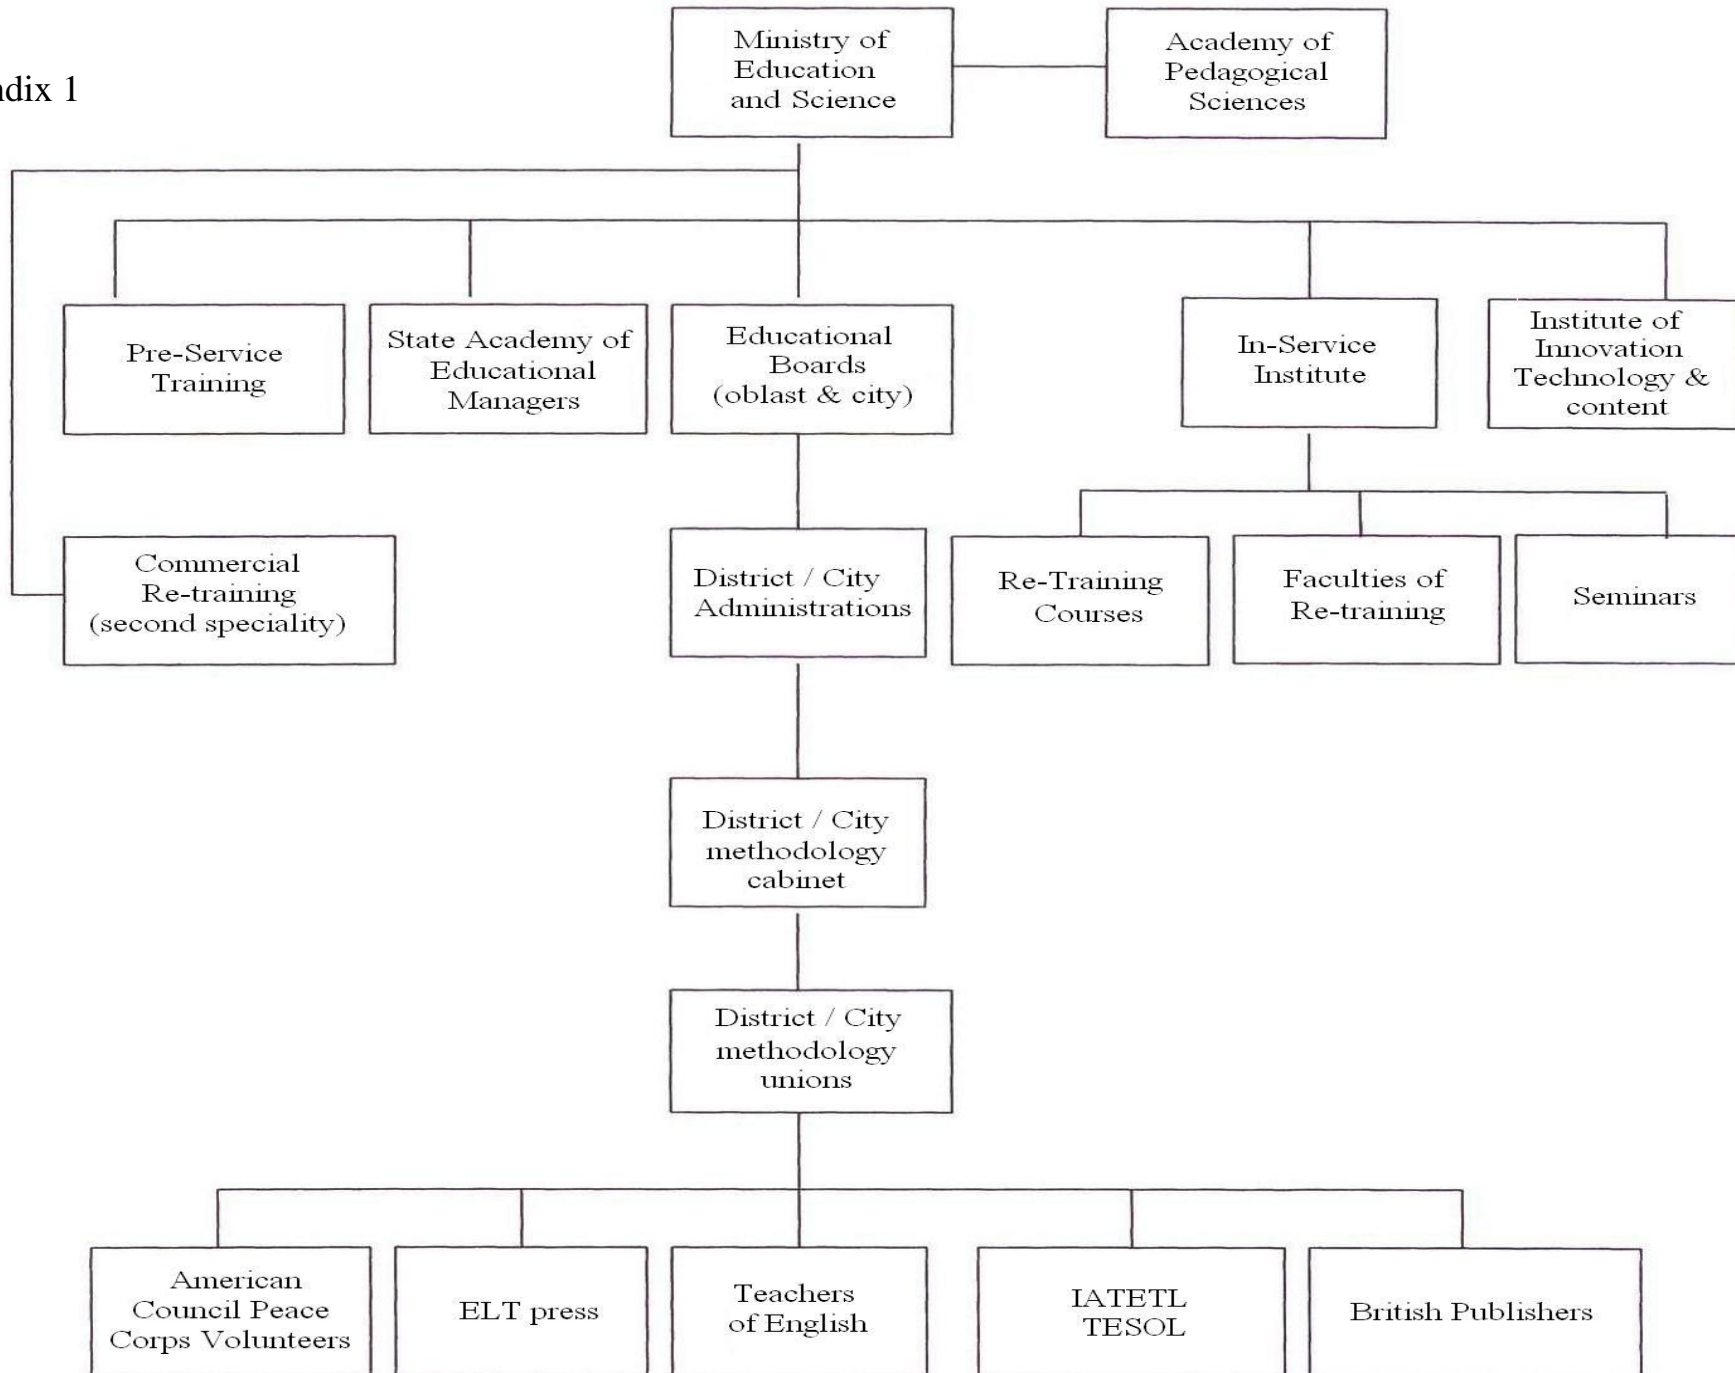 ndix 1
Ministry of
Education
and Science
Academy of
Pedagogical
Sciences
Pre-Service
Training
State Academy of
Educational
Managers
Educational
Boards
(oblast & city)
In-Service
Institute
Institute of
Innovation
Technology &
content
Commercial
Re-training
(second speciality)
District / City
Administrations
Re-Training
Courses
Faculties of
Re-training
Seminars
District / City
methodology
cabinet
District / City
methodology
unions
American
Council Peace
Corps Volunteers
ELT press
Teachers
of English
IATETL
TESOL
British Publishers